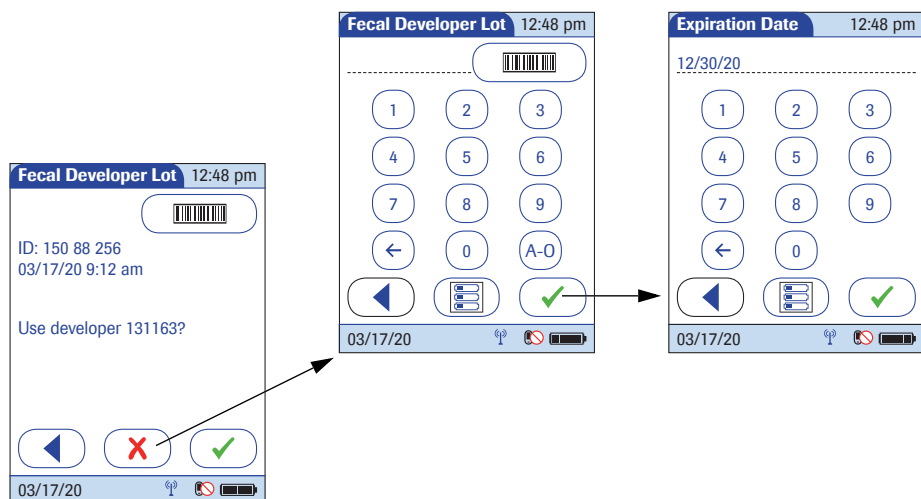 Fecal Developer Lot 12:48 pm
ID: 150 88 256
03/17/20 9:12 am
Use developer 131163?
03/17/20
Fecal Developer Lot 12:48 pm
1 2 3
4 5 6
7 8 9
0 A-O
03/17/20
Expiration Date 12:48 pm
12/30/20
1 2 3
4 5 6
7 8 9
0
03/17/20